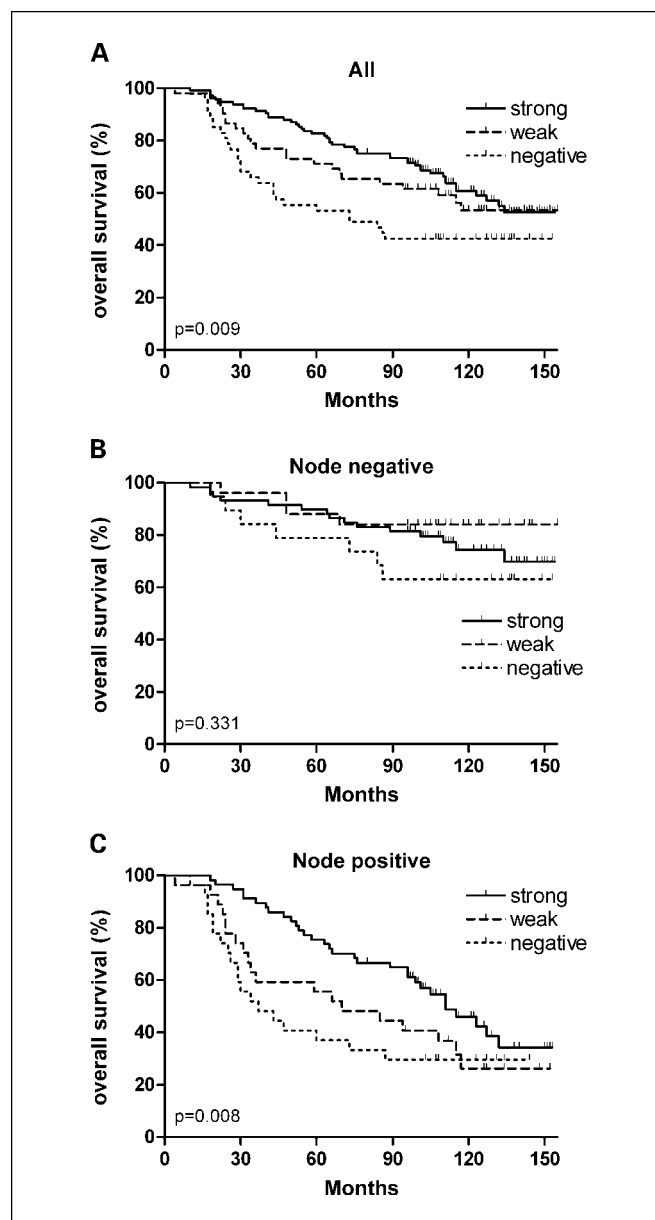 A
All
overall survival (%)
100
80
60
40
20
0
strong
weak
negative
p=0.009
0 30 60 90 120 150
Months
B
Node negative
overall survival (%)
100
80
60
40
20
0
strong
weak
negative
p=0.331
0 30 60 90 120 150
Months
C
Node positive
overall survival (%)
100
80
60
40
20
0
strong
weak
negative
p=0.008
0 30 60 90 120 150
Months